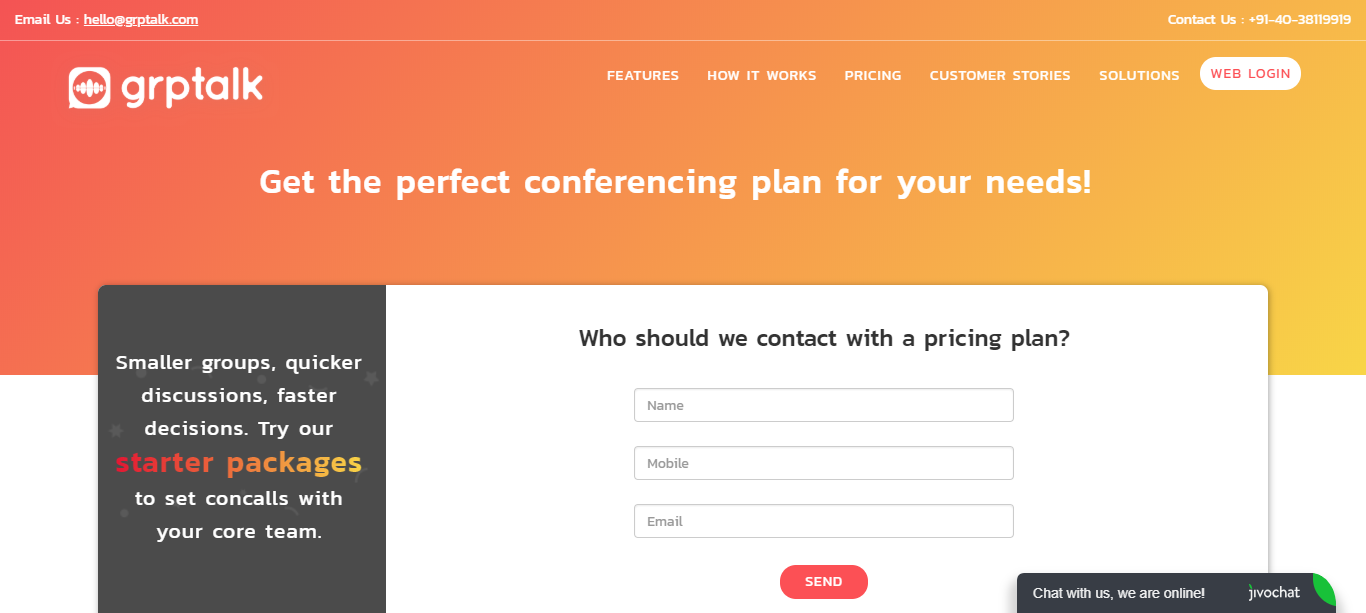 Email Us : hello@grptalk.com
Contact Us : +91-40-38119919
grptalk
FEATURES
HOW IT WORKS
PRICING
CUSTOMER STORIES
SOLUTIONS
WEB LOGIN
Get the perfect conferencing plan for your needs!
Smaller groups, quicker
discussions, faster
decisions. Try our
starter packages
to set concalls with
your core team.
Who should we contact with a pricing plan?
Name
Mobile
Email
SEND
Chat with us, we are online!
jivochat